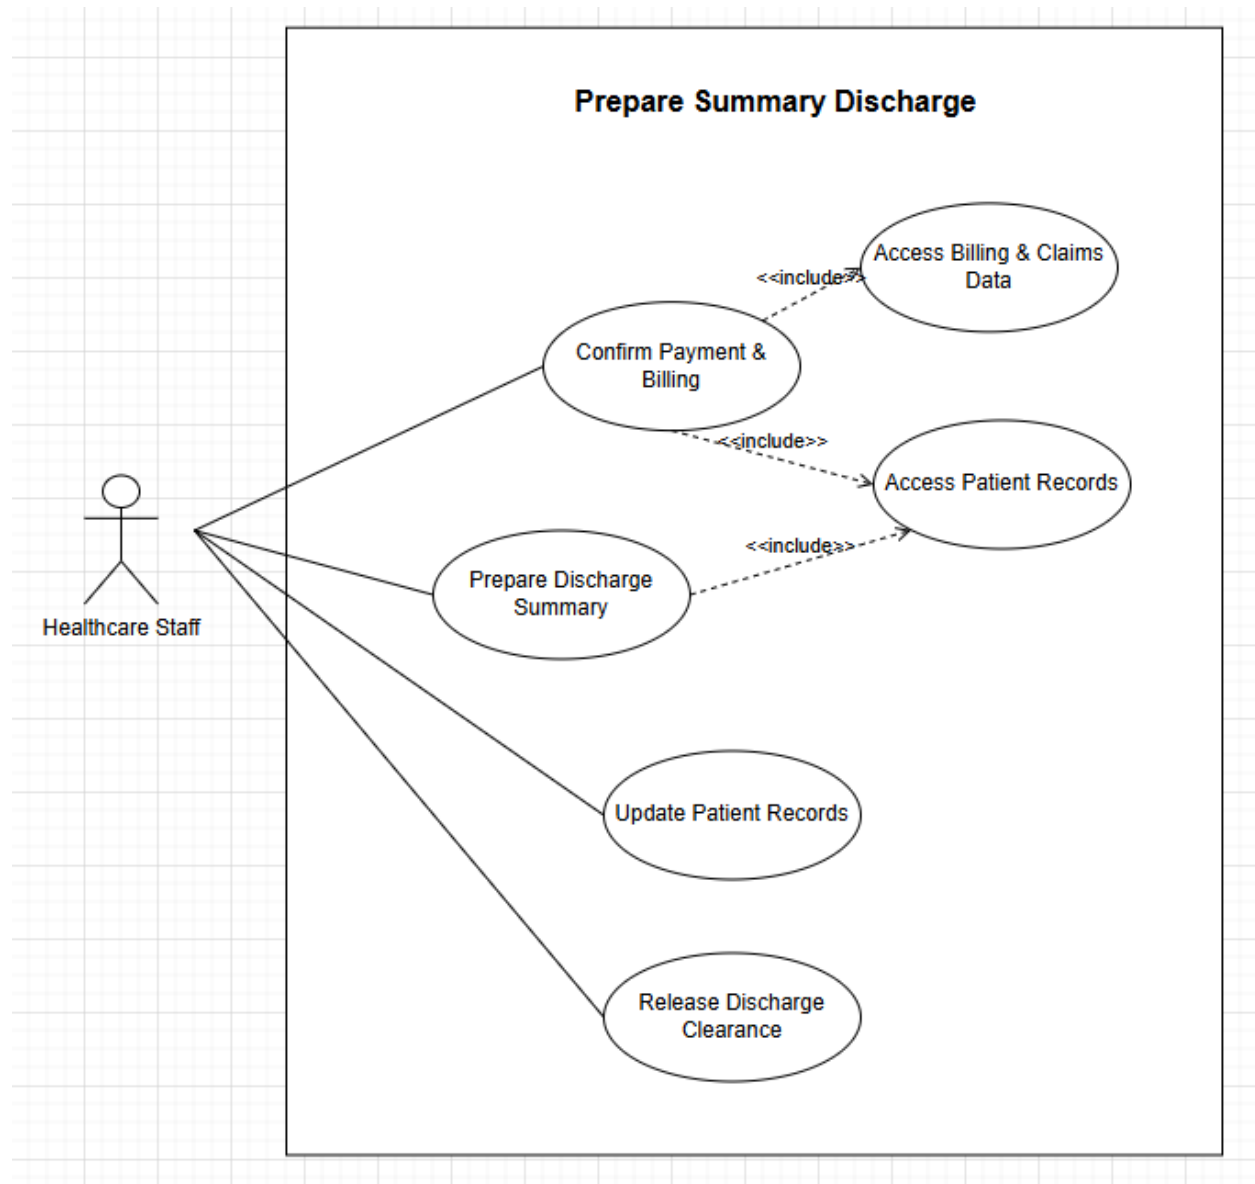 Prepare Summary Discharge
Access Billing & Claims
Data
<<include>>
Confirm Payment &
Billing
<<include>>
Access Patient Records
<<include>>
Prepare Discharge
Summary
Healthcare Staff
Update Patient Records
Release Discharge
Clearance